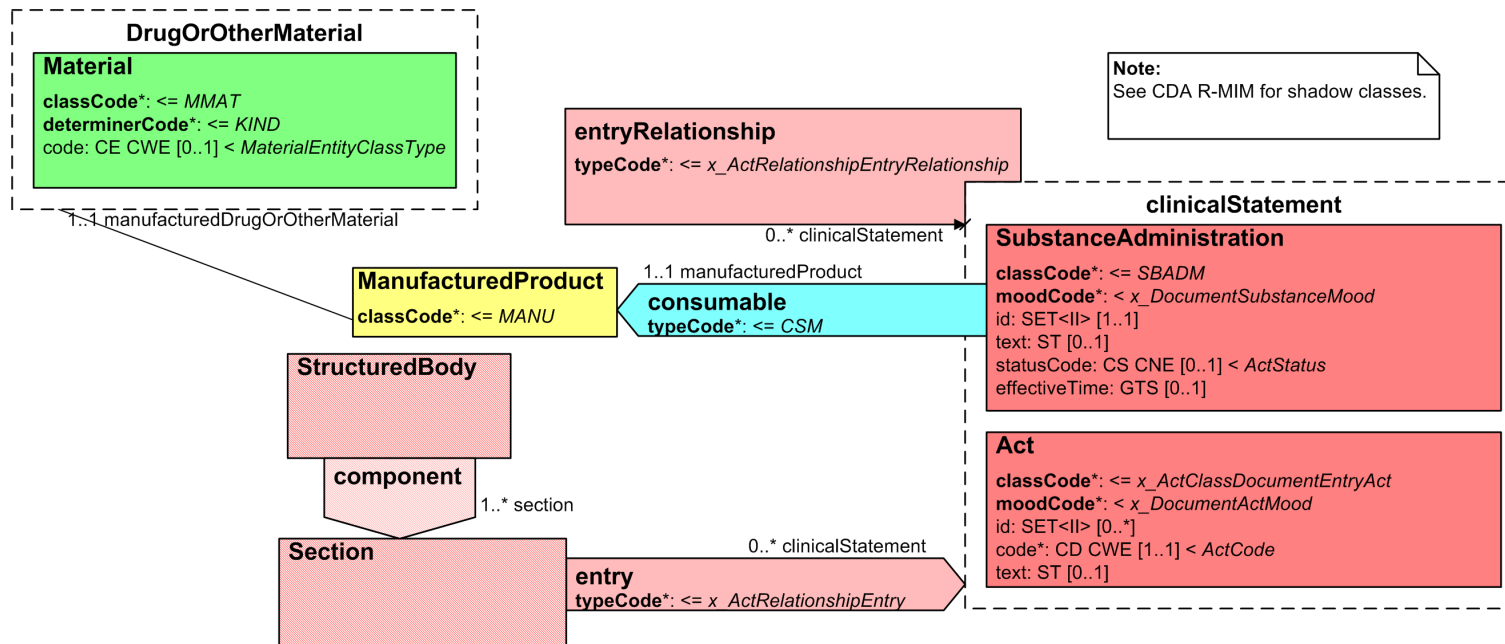 DrugOrOtherMaterial
Material
classCode*: <= MMAT
determinerCode*: <= KIND
code: CE CWE [0..1] < MaterialEntityClassType
1..1 manufacturedDrugOrOtherMaterial
Note:
See CDA R-MIM for shadow classes.
entryRelationship
typeCode*: <= x_ActRelationshipEntryRelationship
0..* clinicalStatement
clinicalStatement
SubstanceAdministration
classCode*: <= SBADM
moodCode*: < x_DocumentSubstanceMood
id: SET<II> [1..1]
text: ST [0..1]
statusCode: CS CNE [0..1] < ActStatus
effectiveTime: GTS [0..1]
1..1 manufacturedProduct
consumable
typeCode*: <= CSM
ManufacturedProduct
classCode*: <= MANU
StructuredBody
component
1..* section
Section
0..* clinicalStatement
entry
typeCode*: <= x_ActRelationshipEntry
Act
classCode*: <= x_ActClassDocumentEntryAct
moodCode*: < x_DocumentActMood
id: SET<II> [0..*]
code*: CD CWE [1..1] < ActCode
text: ST [0..1]